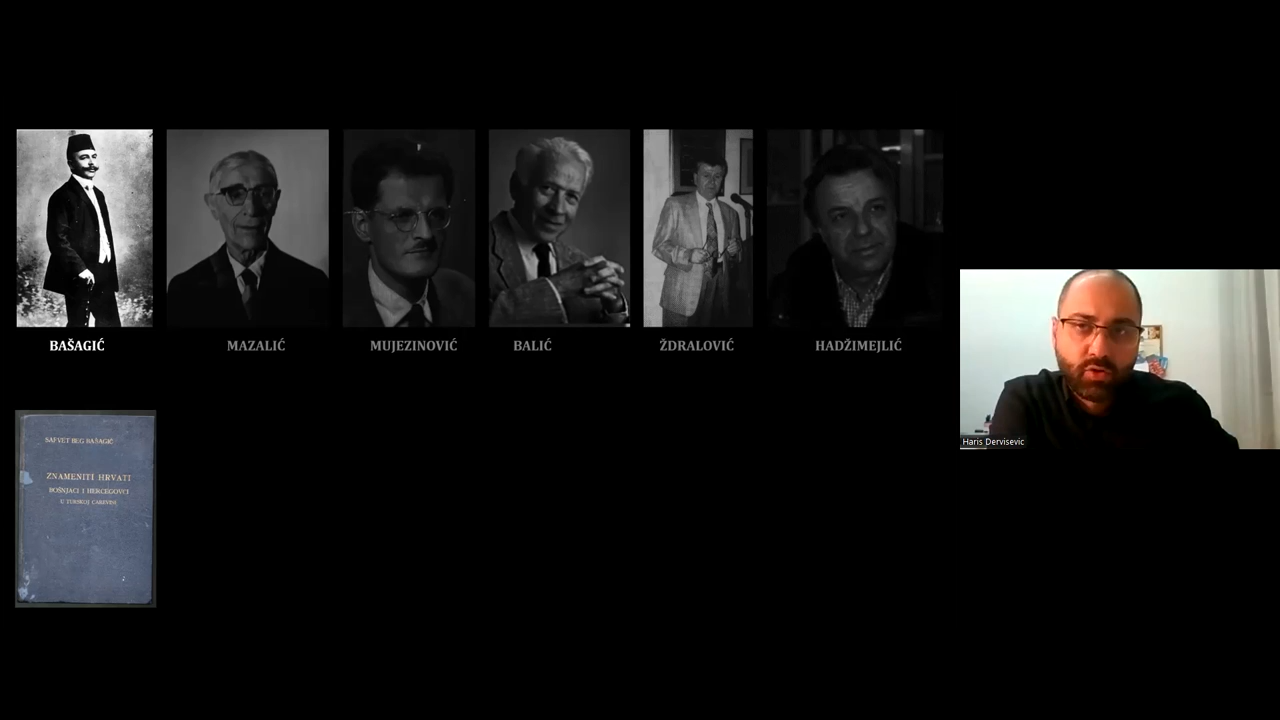 BAŠAGIĆ
MAZALIĆ
MUJEZINOVIĆ
BALIĆ
ŽDRALOVIĆ
HADŽIMEJLIĆ
Haris Dervisevic
SAFVET BEG BAŠAGIĆ
ZNAMENITI HRVATI
BOŠNJACI I HERCEGOVCI
U TURSKOJ CAREVINI